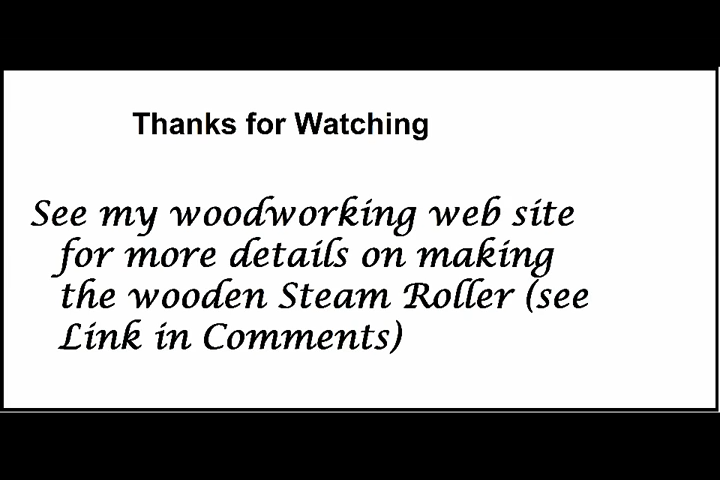 Thanks for Watching
See my woodworking web site
for more details on making
the wooden Steam Roller (see
Link in Comments)